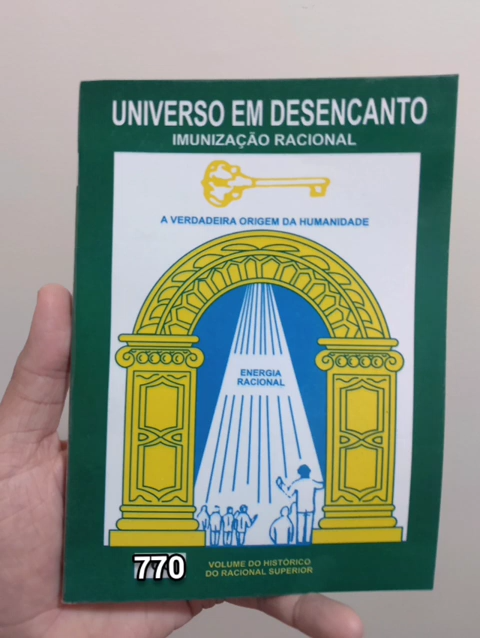 UNIVERSO EM DESENCANTO
IMUNIZAÇÃO RACIONAL
A VERDADEIRA ORIGEM DA HUMANIDADE
ENERGIA
RACIONAL
770
VOLUME DO HISTÓRICO
DO RACIONAL SUPERIOR